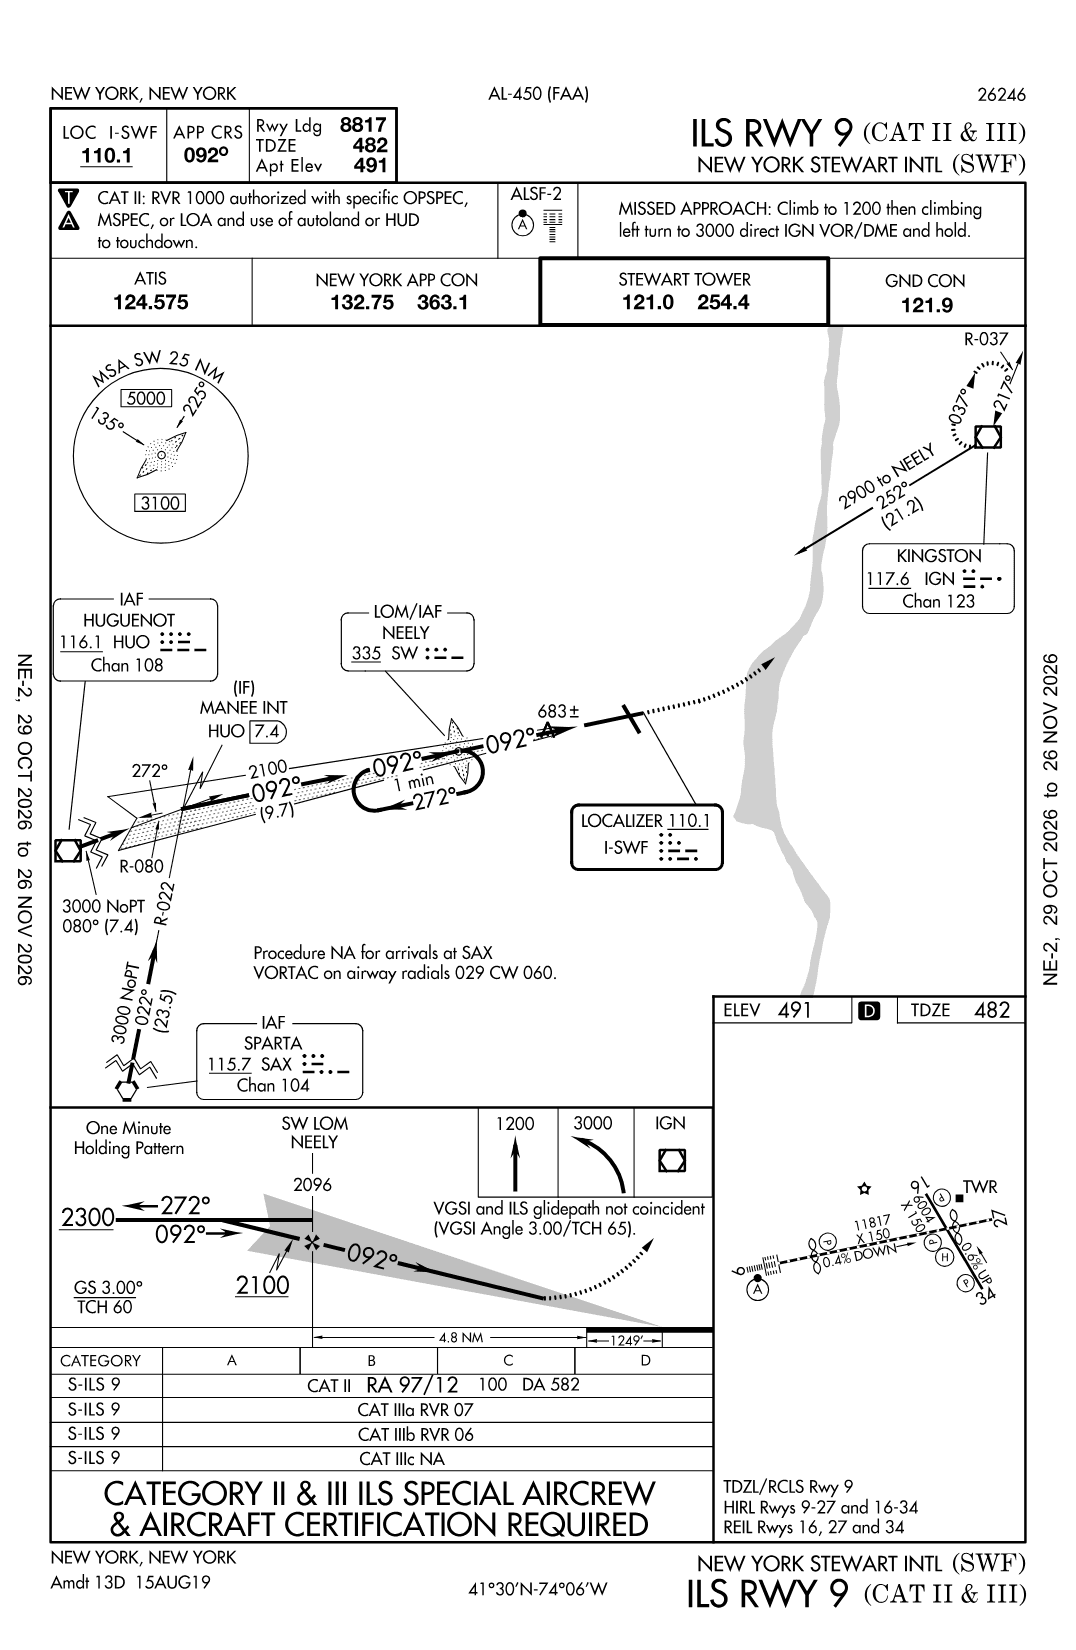 NEW YORK, NEW YORK
AL-450 (FAA)
26246
LOC I-SWF
110.1
APP CRS
092°
Rwy Ldg 8817
TDZE 482
Apt Elev 491
ILS RWY 9 (CAT II & III)
NEW YORK STEWART INTL (SWF)
T
A
CAT II: RVR 1000 authorized with specific OPSPEC,
MSPEC, or LOA and use of autoland or HUD
to touchdown.
ALSF-2
A
MISSED APPROACH: Climb to 1200 then climbing
left turn to 3000 direct IGN VOR/DME and hold.
ATIS
124.575
NEW YORK APP CON
132.75 363.1
STEWART TOWER
121.0 254.4
GND CON
121.9
MSA SW 25 NM
5000
135°
225°
3100
R-037
037°
217°
2900 to NEELY
252°
(21.2)
KINGSTON
117.6 IGN
Chan 123
IAF
HUGUENOT
116.1 HUO
Chan 108
LOM/IAF
NEELY
335 SW
(IF)
MANEE INT
HUO 7.4
683±
092°
092°
1 min
272°
2100
092°
(9.7)
272°
R-080
3000 NoPT
080° (7.4)
R-022
LOCALIZER 110.1
I-SWF
Procedure NA for arrivals at SAX
VORTAC on airway radials 029 CW 060.
3000 NoPT
022°
(23.5)
IAF
SPARTA
115.7 SAX
Chan 104
NE-2, 29 OCT 2026 to 26 NOV 2026
NE-2, 29 OCT 2026 to 26 NOV 2026
ELEV 491
D
TDZE 482
One Minute
Holding Pattern
SW LOM
NEELY
2096
1200
3000
IGN
VGSI and ILS glidepath not coincident
(VGSI Angle 3.00/TCH 65).
2300
272°
092°
092°
2100
GS 3.00°
TCH 60
4.8 NM
1249'
TWR
16
6004
X 150
11817
X 150
0.4% DOWN
0.6% UP
9
27
34
A
P
P
P
P
H
CATEGORY
A
B
C
D
S-ILS 9
CAT II RA 97/12 100 DA 582
S-ILS 9
CAT IIIa RVR 07
S-ILS 9
CAT IIIb RVR 06
S-ILS 9
CAT IIIc NA
CATEGORY II & III ILS SPECIAL AIRCREW
& AIRCRAFT CERTIFICATION REQUIRED
TDZL/RCLS Rwy 9
HIRL Rwys 9-27 and 16-34
REIL Rwys 16, 27 and 34
NEW YORK, NEW YORK
Amdt 13D 15AUG19
41°30'N-74°06'W
NEW YORK STEWART INTL (SWF)
ILS RWY 9 (CAT II & III)